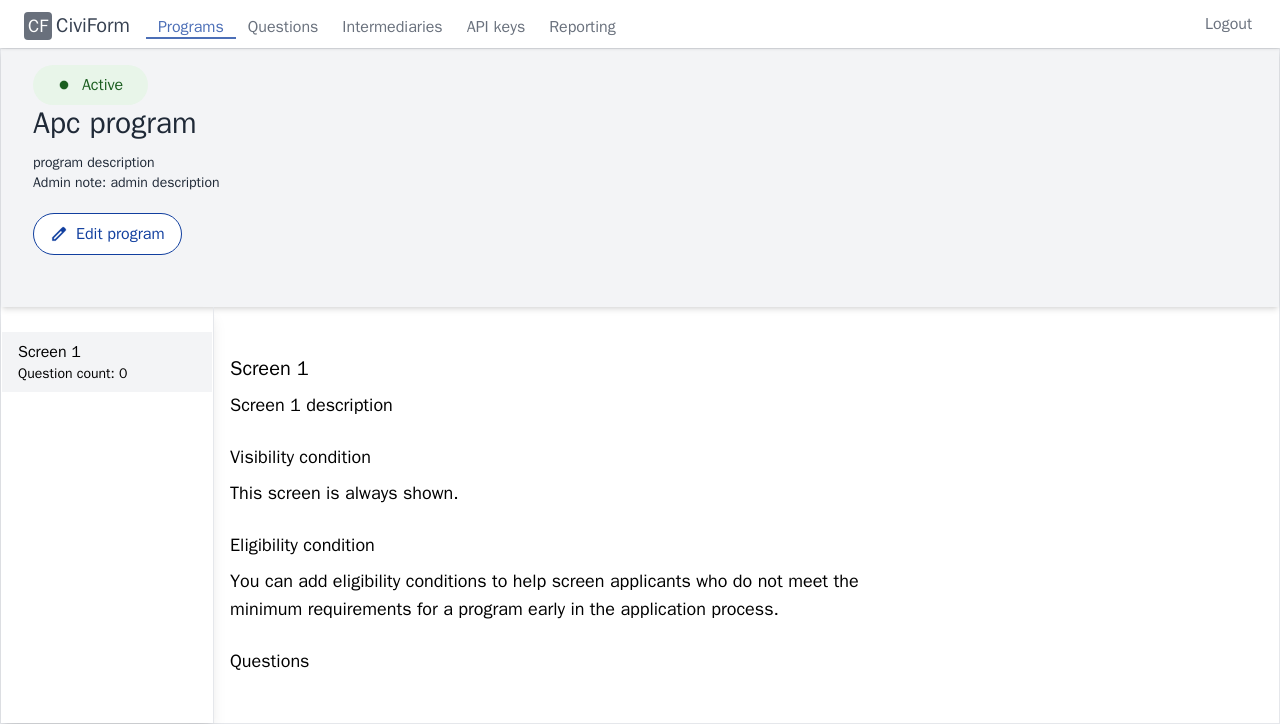 CF CiviForm Programs Questions Intermediaries API keys Reporting Logout
Active
Apc program
program description
Admin note: admin description
Edit program
Screen 1
Question count: 0
Screen 1
Screen 1 description
Visibility condition
This screen is always shown.
Eligibility condition
You can add eligibility conditions to help screen applicants who do not meet the
minimum requirements for a program early in the application process.
Questions